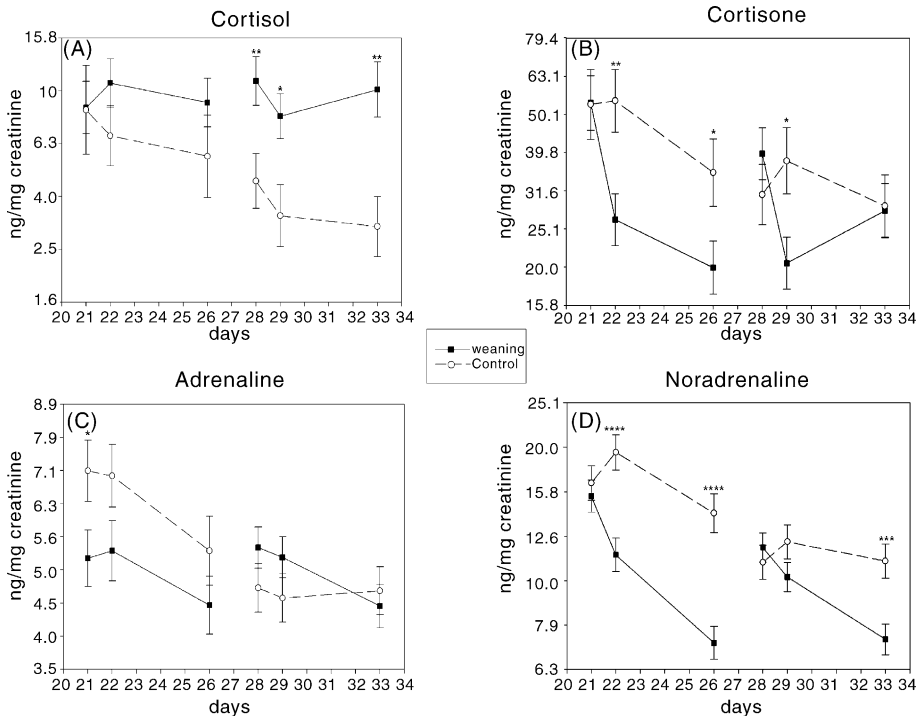 Cortisol
(A)
**
*
**
15.8
10
6.3
4.0
2.5
1.6
ng/mg creatinine
20 21 22 23 24 25 26 27 28 29 30 31 32 33 34
days
Cortisone
(B)
**
*
*
79.4
63.1
50.1
39.8
31.6
25.1
20.0
15.8
ng/mg creatinine
20 21 22 23 24 25 26 27 28 29 30 31 32 33 34
days
weaning
Control
Adrenaline
(C)
*
8.9
7.9
7.1
6.3
5.6
5.0
4.5
4.0
3.5
ng/mg creatinine
20 21 22 23 24 25 26 27 28 29 30 31 32 33 34
days
Noradrenaline
(D)
****
****
***
25.1
20.0
15.8
12.6
10.0
7.9
6.3
ng/mg creatinine
20 21 22 23 24 25 26 27 28 29 30 31 32 33 34
days